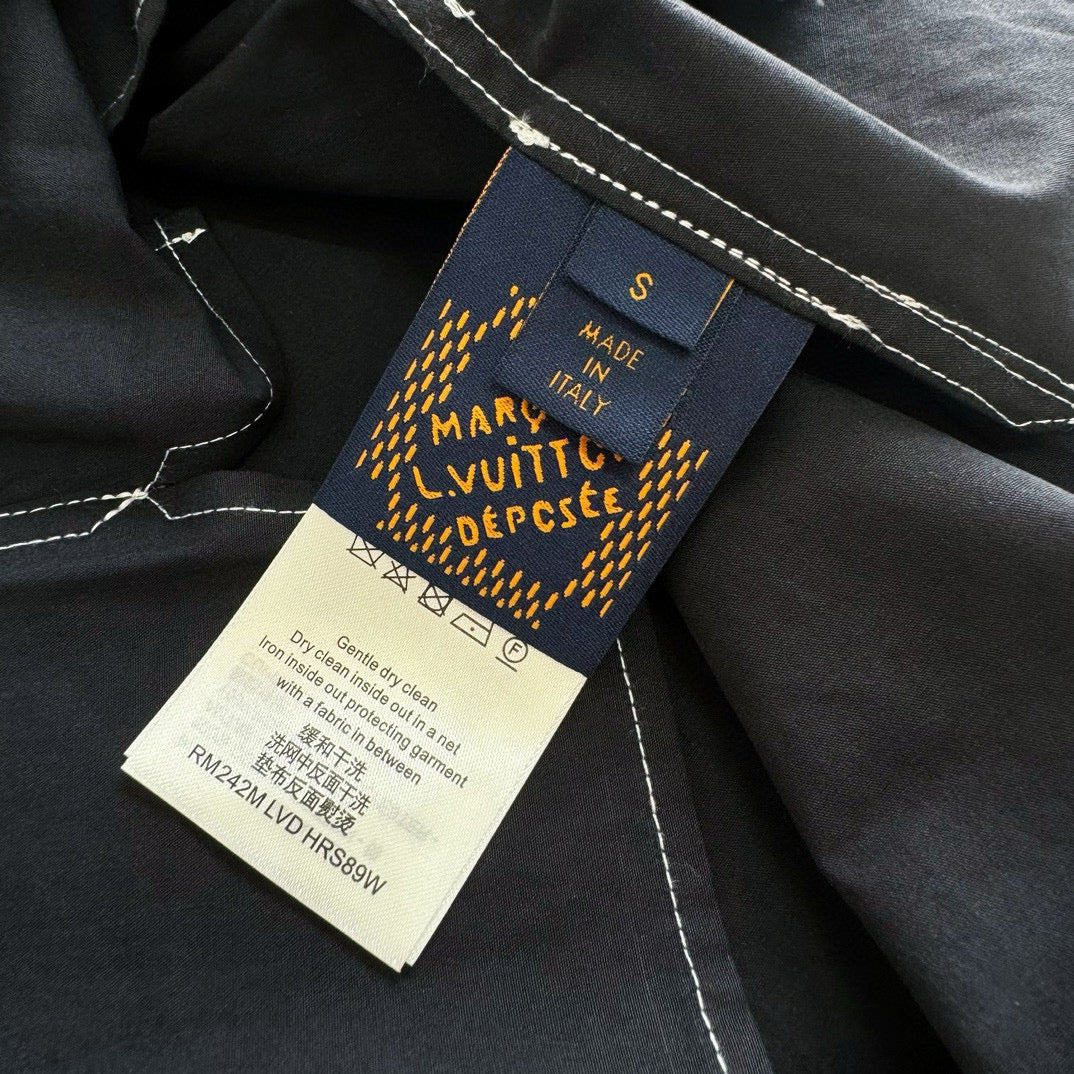 S
MADE
IN
ITALY
MARQ
L.VUITTO
DÉPOSÉE
F
Gentle dry clean
Dry clean inside out in a net
Iron inside out protecting garment
with a fabric in between
缓和干洗
洗网中反面干洗
垫布反面熨烫
RM242M LVD HRS89W